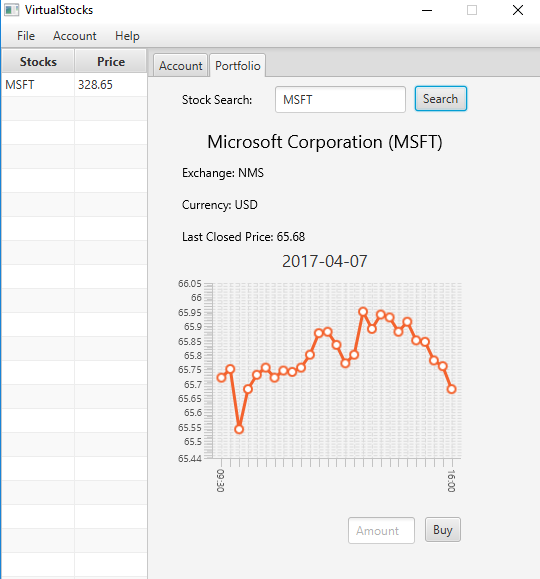 VirtualStocks
File Account Help
Stocks Price
MSFT 328.65
Account Portfolio
Stock Search: MSFT Search
Microsoft Corporation (MSFT)
Exchange: NMS
Currency: USD
Last Closed Price: 65.68
2017-04-07
66.05
66
65.95
65.9
65.85
65.8
65.75
65.7
65.65
65.6
65.55
65.5
65.44
09:30 16:00
Amount Buy